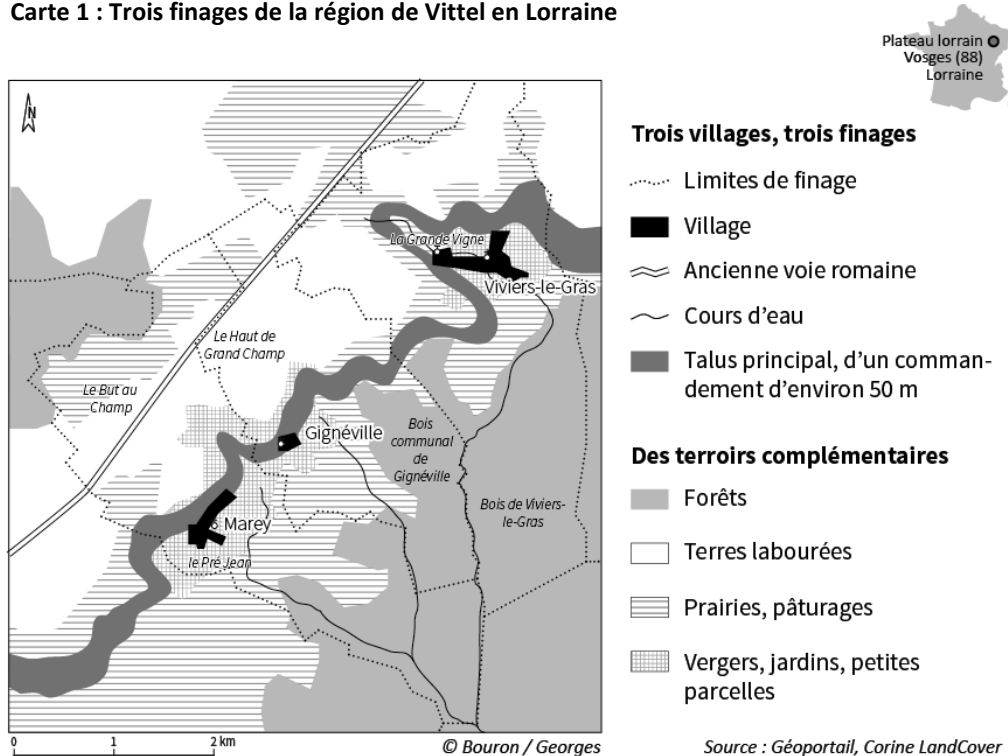 Carte 1 : Trois finages de la région de Vittel en Lorraine
Plateau lorrain
Vosges (88)
Lorraine
N
La Grande Vigne
Viviers-le-Gras
Le Haut de
Grand Champ
Le But au
Champ
Gignéville
Bois
communal
de
Gignéville
Bois de Viviers-
le-Gras
Marey
le Pré Jean
Trois villages, trois finages
Limites de finage
Village
Ancienne voie romaine
Cours d’eau
Talus principal, d’un comman-
dement d’environ 50 m
Des terroirs complémentaires
Forêts
Terres labourées
Prairies, pâturages
Vergers, jardins, petites
parcelles
0 1 2 km
© Bouron / Georges
Source : Géoportail, Corine LandCover